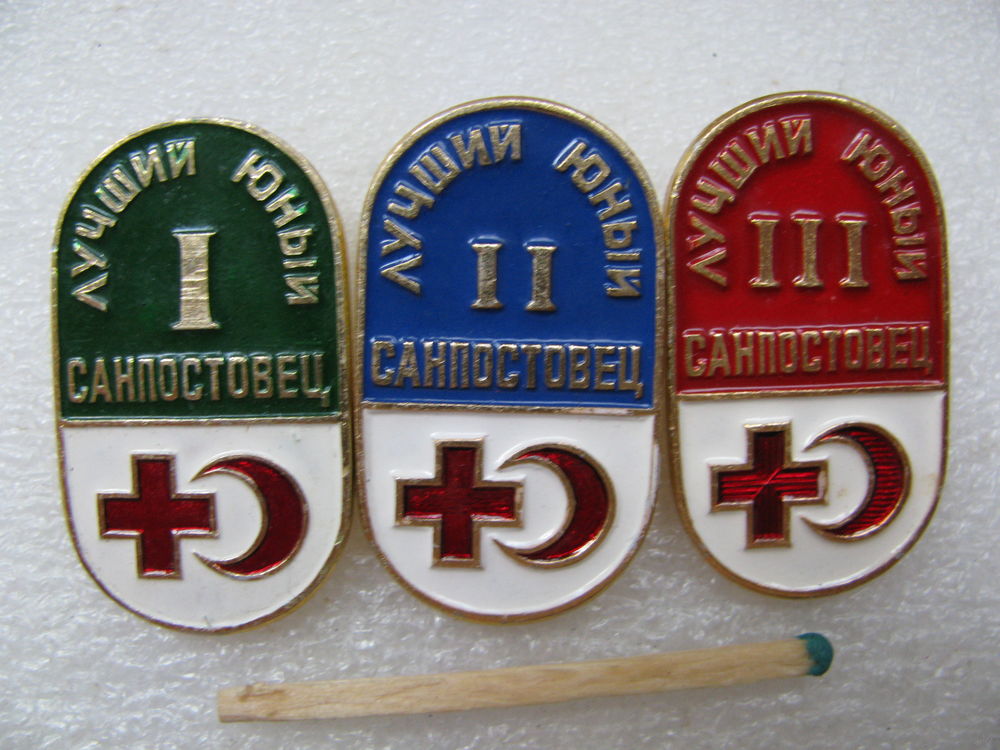 ЛУЧШИЙ ЮНЫЙ
I
САНПОСТОВЕЦ
ЛУЧШИЙ ЮНЫЙ
II
САНПОСТОВЕЦ
ЛУЧШИЙ ЮНЫЙ
III
САНПОСТОВЕЦ